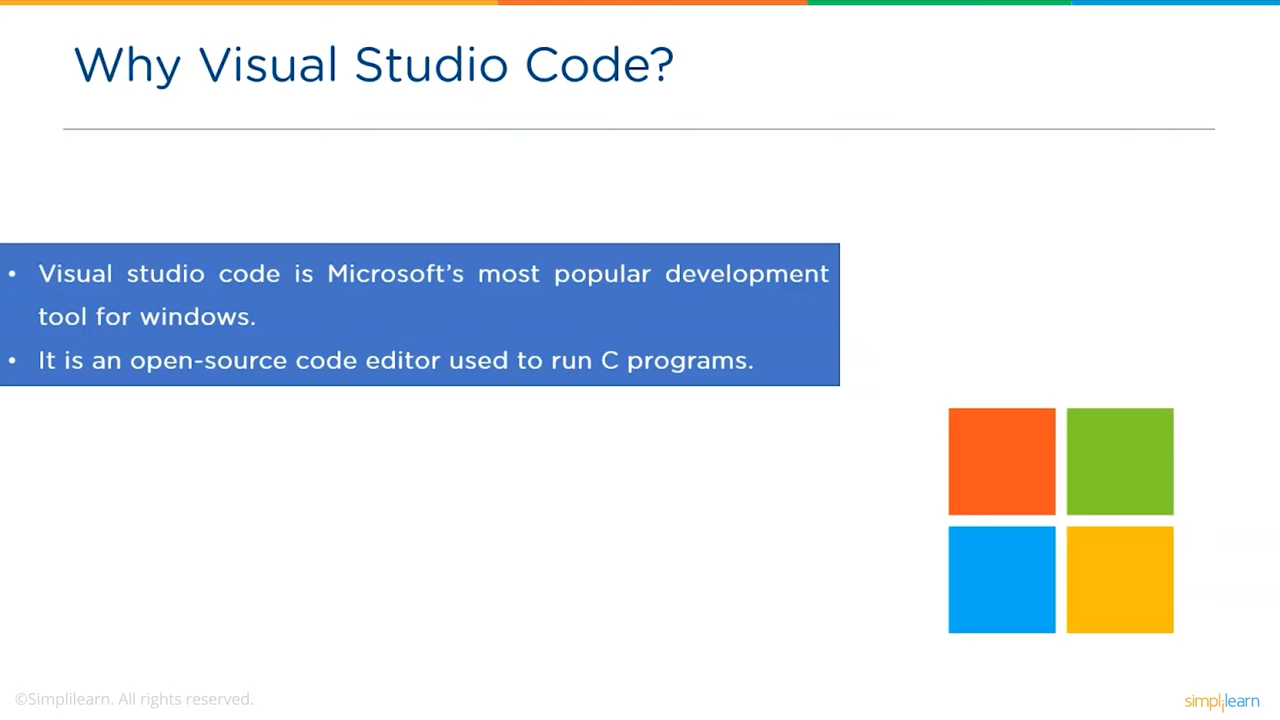 Why Visual Studio Code?
• Visual studio code is Microsoft’s most popular development
tool for windows.
• It is an open-source code editor used to run C programs.
©Simplilearn. All rights reserved.
simplilearn